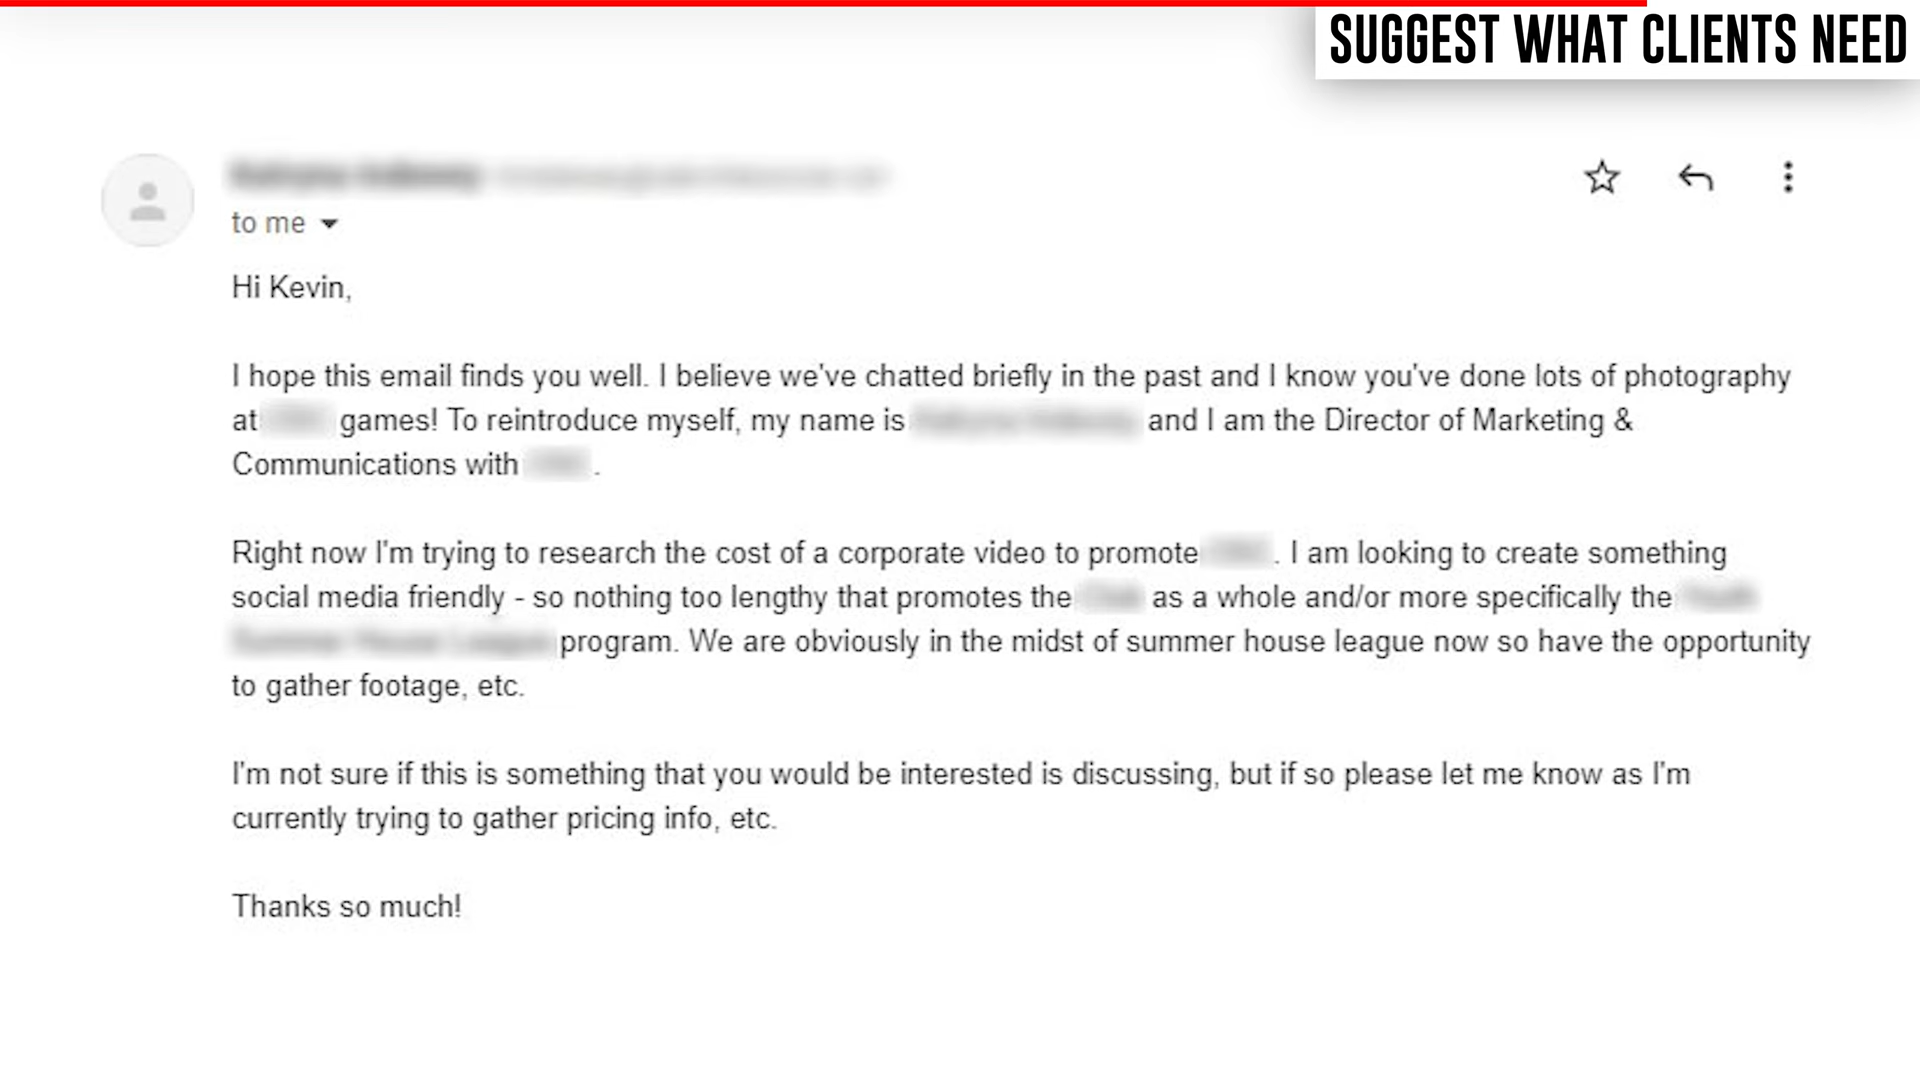 SUGGEST WHAT CLIENTS NEED
to me
Hi Kevin,
I hope this email finds you well. I believe we've chatted briefly in the past and I know you've done lots of photography
at games! To reintroduce myself, my name is and I am the Director of Marketing &
Communications with .
Right now I'm trying to research the cost of a corporate video to promote . I am looking to create something
social media friendly - so nothing too lengthy that promotes the as a whole and/or more specifically the
program. We are obviously in the midst of summer house league now so have the opportunity
to gather footage, etc.
I'm not sure if this is something that you would be interested is discussing, but if so please let me know as I'm
currently trying to gather pricing info, etc.
Thanks so much!